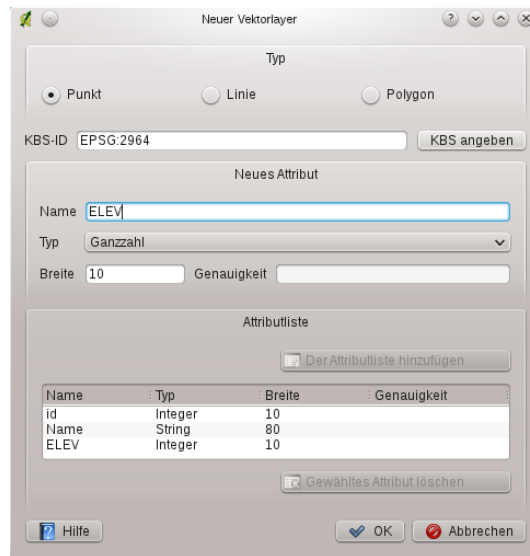 Neuer Vektorlayer
Typ
Punkt Linie Polygon
KBS-ID EPSG:2964 KBS angeben
Neues Attribut
Name ELEV
Typ Ganzzahl
Breite 10 Genauigkeit
Attributliste
Der Attributliste hinzufügen
Name Typ Breite Genauigkeit
id Integer 10
Name String 80
ELEV Integer 10
Gewähltes Attribut löschen
Hilfe OK Abbrechen